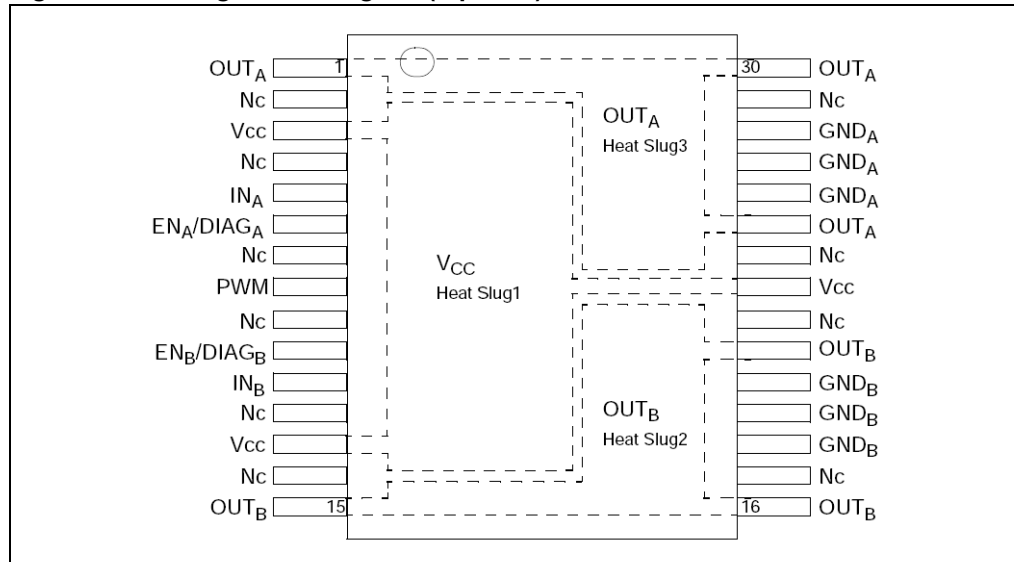 OUTA 1 30 OUTA
Nc Nc
Vcc GNDA
OUTA
Nc GNDA
Heat Slug3
INA GNDA
ENA/DIAGA OUTA
Nc Nc
VCC
PWM Vcc
Heat Slug1
Nc Nc
ENB/DIAGB OUTB
INB GNDB
Nc OUTB GNDB
Vcc Heat Slug2 GNDB
Nc Nc
OUTB 15 16 OUTB